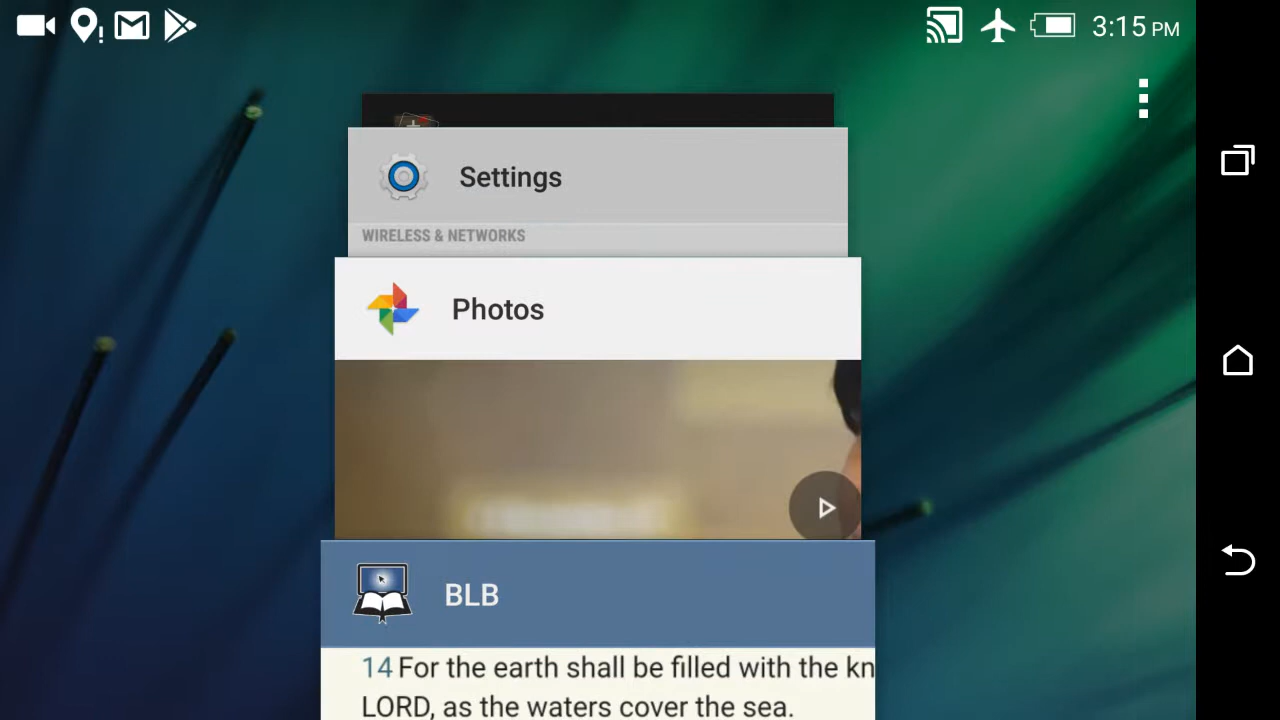 3:15 PM
Settings
WIRELESS & NETWORKS
Photos
BLB
14 For the earth shall be filled with the kn
LORD, as the waters cover the sea.